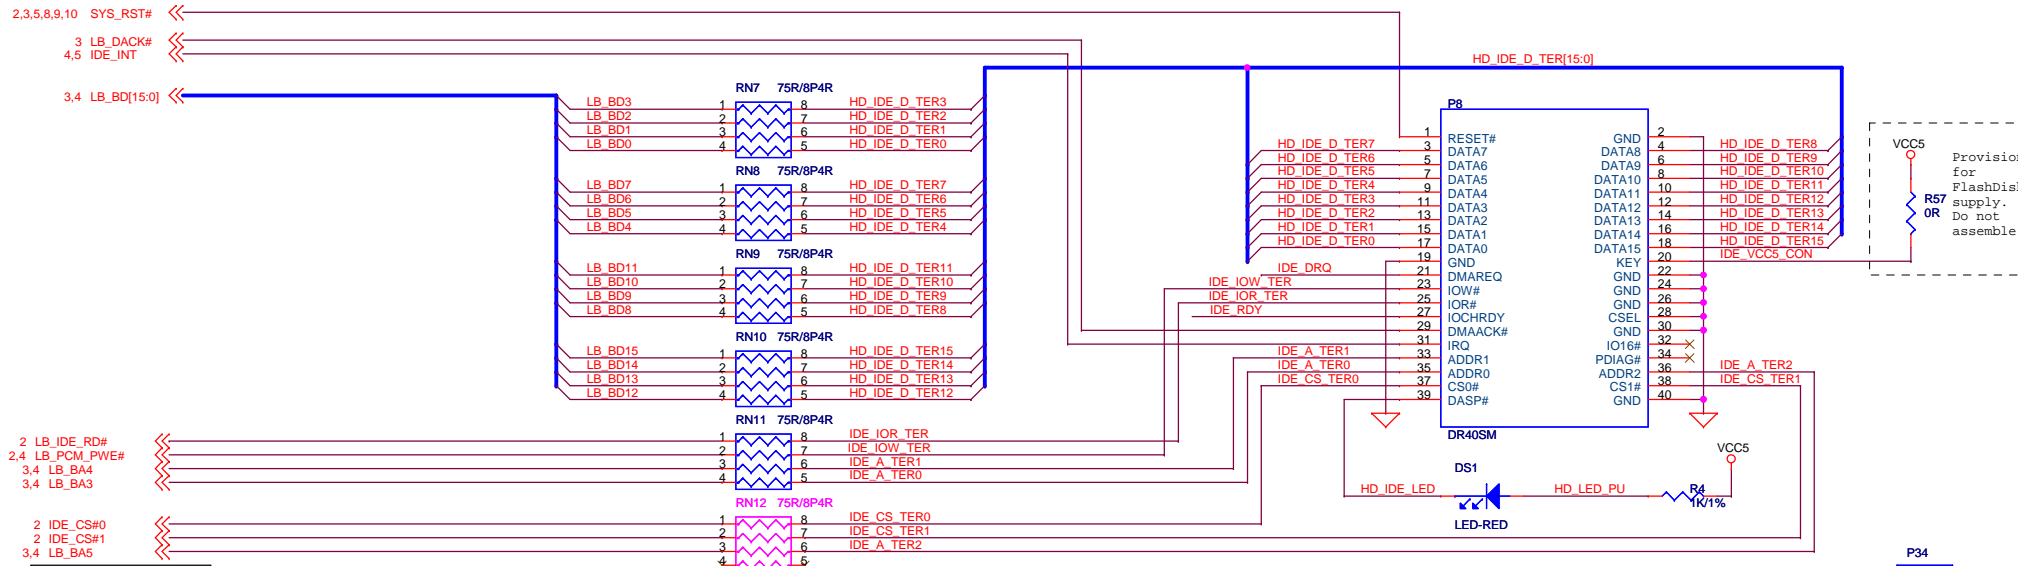 2,3,5,8,9,10 SYS_RST#
3 LB_DACK#
4,5 IDE_INT
3,4 LB_BD[15:0]
HD_IDE_D_TER[15:0]
RN7 75R/8P4R
LB_BD3 1 8 HD_IDE_D_TER3
LB_BD2 2 7 HD_IDE_D_TER2
LB_BD1 3 6 HD_IDE_D_TER1
LB_BD0 4 5 HD_IDE_D_TER0
RN8 75R/8P4R
LB_BD7 1 8 HD_IDE_D_TER7
LB_BD6 2 7 HD_IDE_D_TER6
LB_BD5 3 6 HD_IDE_D_TER5
LB_BD4 4 5 HD_IDE_D_TER4
RN9 75R/8P4R
LB_BD11 1 8 HD_IDE_D_TER11
LB_BD10 2 7 HD_IDE_D_TER10
LB_BD9 3 6 HD_IDE_D_TER9
LB_BD8 4 5 HD_IDE_D_TER8
RN10 75R/8P4R
LB_BD15 1 8 HD_IDE_D_TER15
LB_BD14 2 7 HD_IDE_D_TER14
LB_BD13 3 6 HD_IDE_D_TER13
LB_BD12 4 5 HD_IDE_D_TER12
RN11 75R/8P4R
2 LB_IDE_RD# 1 8 IDE_IOR_TER
2,4 LB_PCM_PWE# 2 7 IDE_IOW_TER
3,4 LB_BA4 3 6 IDE_A_TER1
3,4 LB_BA3 4 5 IDE_A_TER0
RN12 75R/8P4R
2 IDE_CS#0 1 8 IDE_CS_TER0
2 IDE_CS#1 2 7 IDE_CS_TER1
3,4 LB_BA5 3 6 IDE_A_TER2
4 5
P8
1 RESET# GND 2
HD_IDE_D_TER7 3 DATA7 DATA8 4 HD_IDE_D_TER8
HD_IDE_D_TER6 5 DATA6 DATA9 6 HD_IDE_D_TER9
HD_IDE_D_TER5 7 DATA5 DATA10 8 HD_IDE_D_TER10
HD_IDE_D_TER4 9 DATA4 DATA11 10 HD_IDE_D_TER11
HD_IDE_D_TER3 11 DATA3 DATA12 12 HD_IDE_D_TER12
HD_IDE_D_TER2 13 DATA2 DATA13 14 HD_IDE_D_TER13
HD_IDE_D_TER1 15 DATA1 DATA14 16 HD_IDE_D_TER14
HD_IDE_D_TER0 17 DATA0 DATA15 18 HD_IDE_D_TER15
19 GND KEY 20 IDE_VCC5_CON
IDE_DRQ 21 DMAREQ GND 22
IDE_IOW_TER 23 IOW# GND 24
IDE_IOR_TER 25 IOR# GND 26
IDE_RDY 27 IOCHRDY CSEL 28
29 DMAACK# GND 30
31 IRQ IO16# 32
IDE_A_TER1 33 ADDR1 PDIAG# 34
IDE_A_TER0 35 ADDR0 ADDR2 36 IDE_A_TER2
IDE_CS_TER0 37 CS0# CS1# 38 IDE_CS_TER1
39 DASP# GND 40
DR40SM
VCC5
R57
0R
Provision
for
FlashDisk
supply.
Do not
assemble
VCC5
DS1
HD_IDE_LED
HD_LED_PU
R4
1K/1%
LED-RED
P34